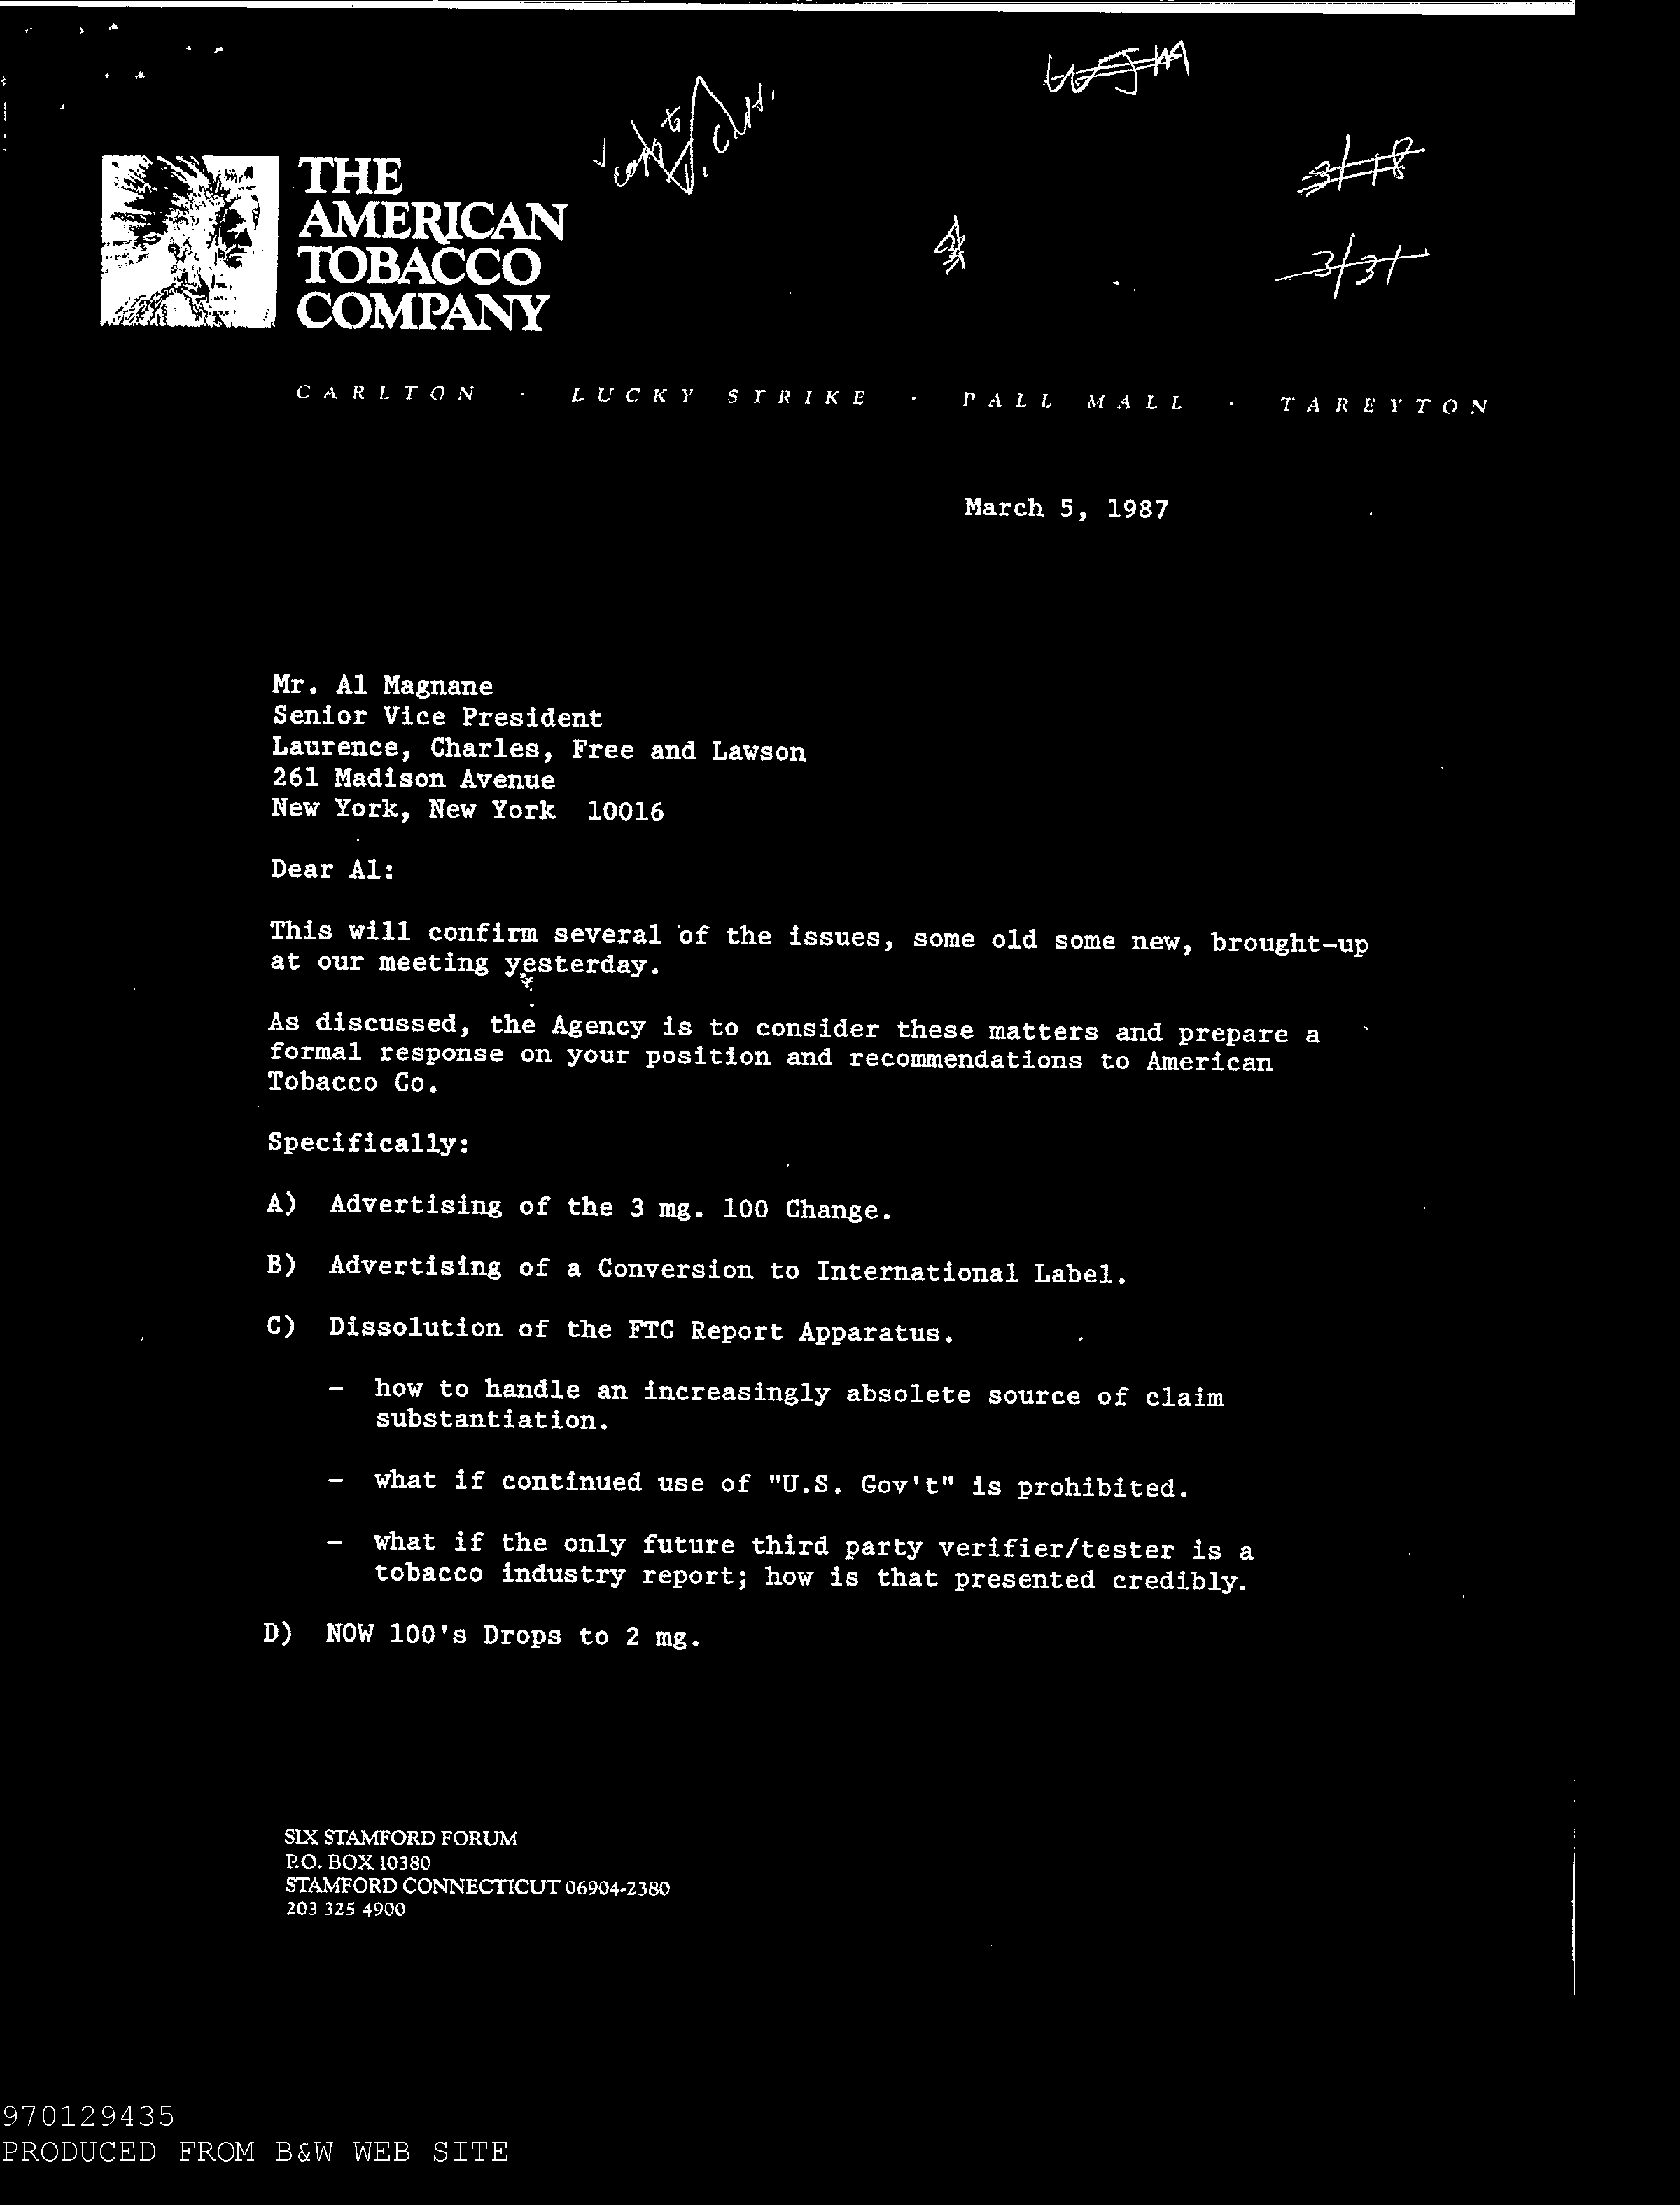 WJM
copy to
3/18
3/31
THE
AMERICAN
TOBACCO
COMPANY
CARLTON · LUCKY STRIKE · PALL MALL · TAREYTON
March 5, 1987
Mr. Al Magnane
Senior Vice President
Laurence, Charles, Free and Lawson
261 Madison Avenue
New York, New York 10016
Dear Al:
This will confirm several of the issues, some old some new, brought-up
at our meeting yesterday.
As discussed, the Agency is to consider these matters and prepare a
formal response on your position and recommendations to American
Tobacco Co.
Specifically:
A) Advertising of the 3 mg. 100 Change.
B) Advertising of a Conversion to International Label.
C) Dissolution of the FTC Report Apparatus.
- how to handle an increasingly absolete source of claim
substantiation.
- what if continued use of "U.S. Gov't" is prohibited.
- what if the only future third party verifier/tester is a
tobacco industry report; how is that presented credibly.
D) NOW 100's Drops to 2 mg.
SIX STAMFORD FORUM
P.O. BOX 10380
STAMFORD CONNECTICUT 06904-2380
203 325 4900
970129435
PRODUCED FROM B&W WEB SITE